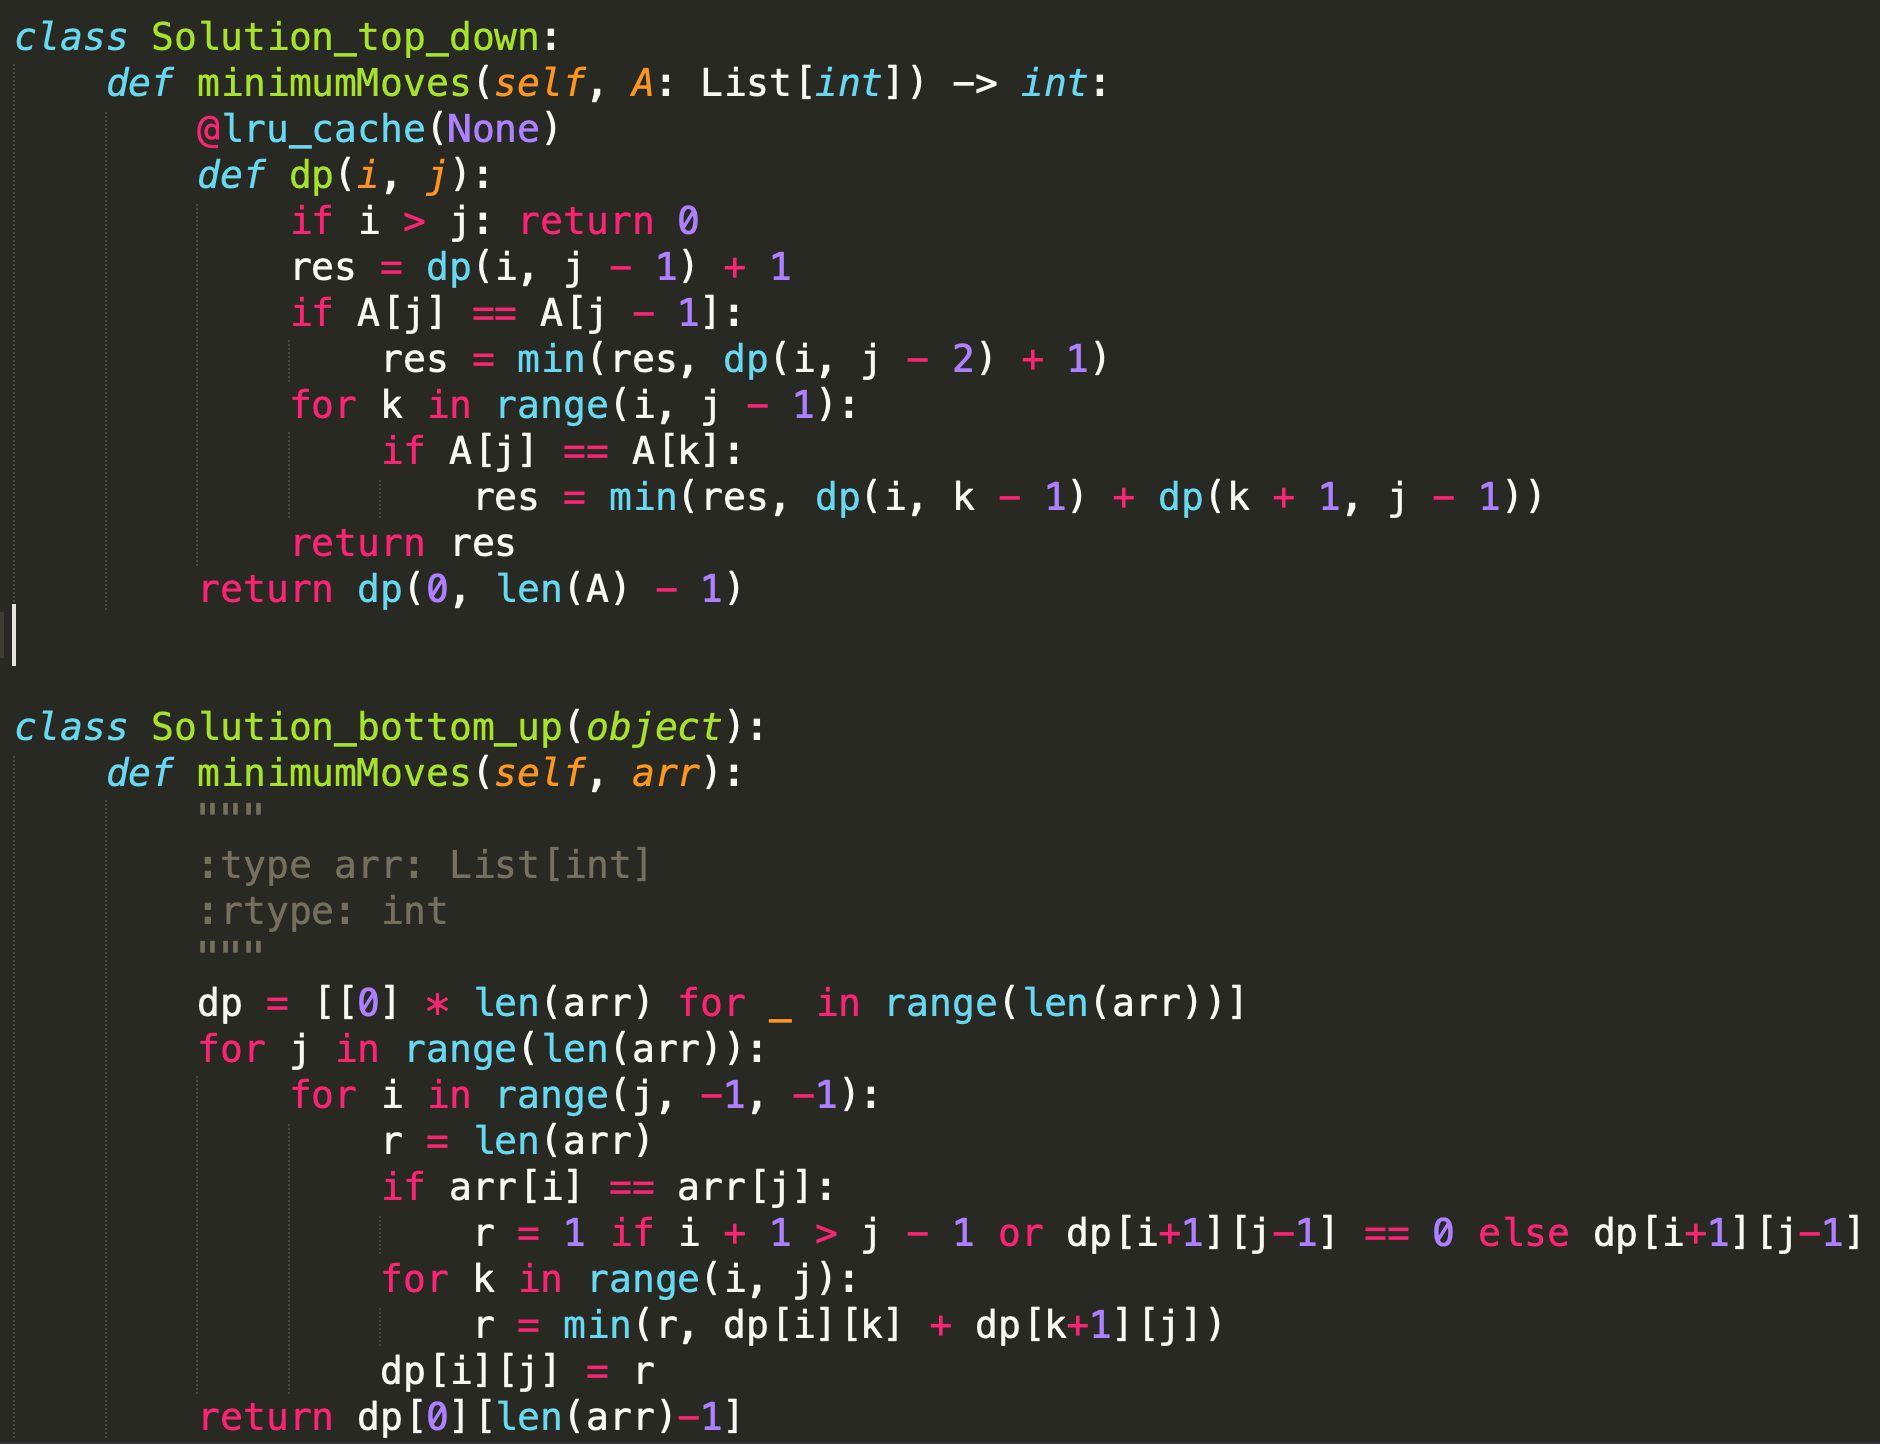 class Solution_top_down:
    def minimumMoves(self, A: List[int]) -> int:
        @lru_cache(None)
        def dp(i, j):
            if i > j: return 0
            res = dp(i, j - 1) + 1
            if A[j] == A[j - 1]:
                res = min(res, dp(i, j - 2) + 1)
            for k in range(i, j - 1):
                if A[j] == A[k]:
                    res = min(res, dp(i, k - 1) + dp(k + 1, j - 1))
            return res
        return dp(0, len(A) - 1)
class Solution_bottom_up(object):
    def minimumMoves(self, arr):
        """
        :type arr: List[int]
        :rtype: int
        """
        dp = [[0] * len(arr) for _ in range(len(arr))]
        for j in range(len(arr)):
            for i in range(j, -1, -1):
                r = len(arr)
                if arr[i] == arr[j]:
                    r = 1 if i + 1 > j - 1 or dp[i+1][j-1] == 0 else dp[i+1][j-1]
                for k in range(i, j):
                    r = min(r, dp[i][k] + dp[k+1][j])
                dp[i][j] = r
        return dp[0][len(arr)-1]